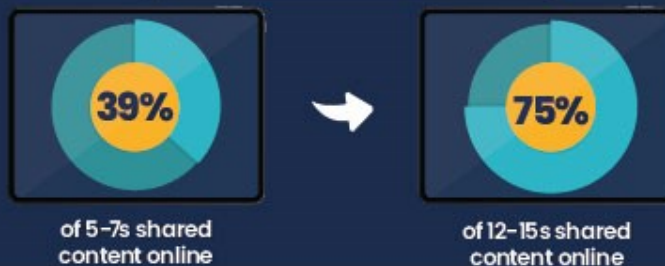 39%
of 5-7s shared
content online
75%
of 12-15s shared
content online